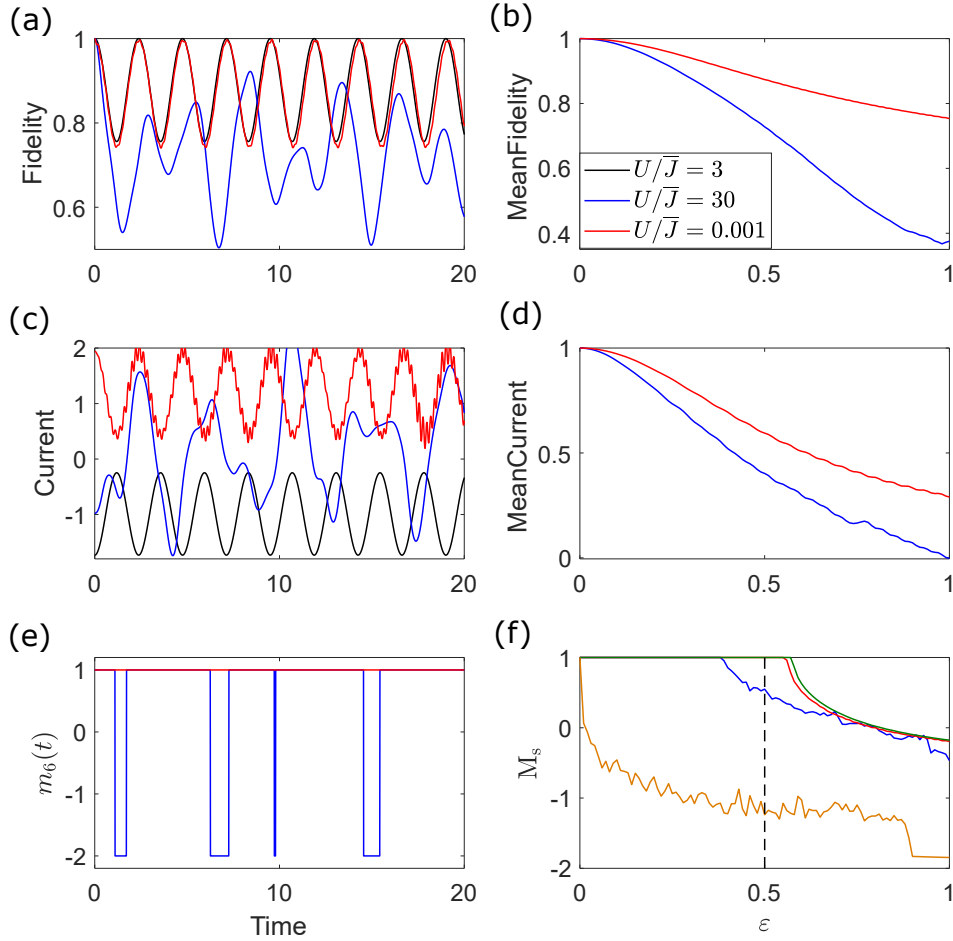 (a)
(b)
1
0.8
0.6
Fidelity
0
10
20
1
0.8
0.6
0.4
MeanFidelity
U/J̅ = 3
U/J̅ = 30
U/J̅ = 0.001
0
0.5
1
(c)
(d)
2
1
0
-1
Current
0
10
20
1
0.5
0
MeanCurrent
0
0.5
1
(e)
(f)
1
0
-1
-2
m₆(t)
0
10
20
Time
1
0
-1
-2
Mₛ
0
0.5
1
ε